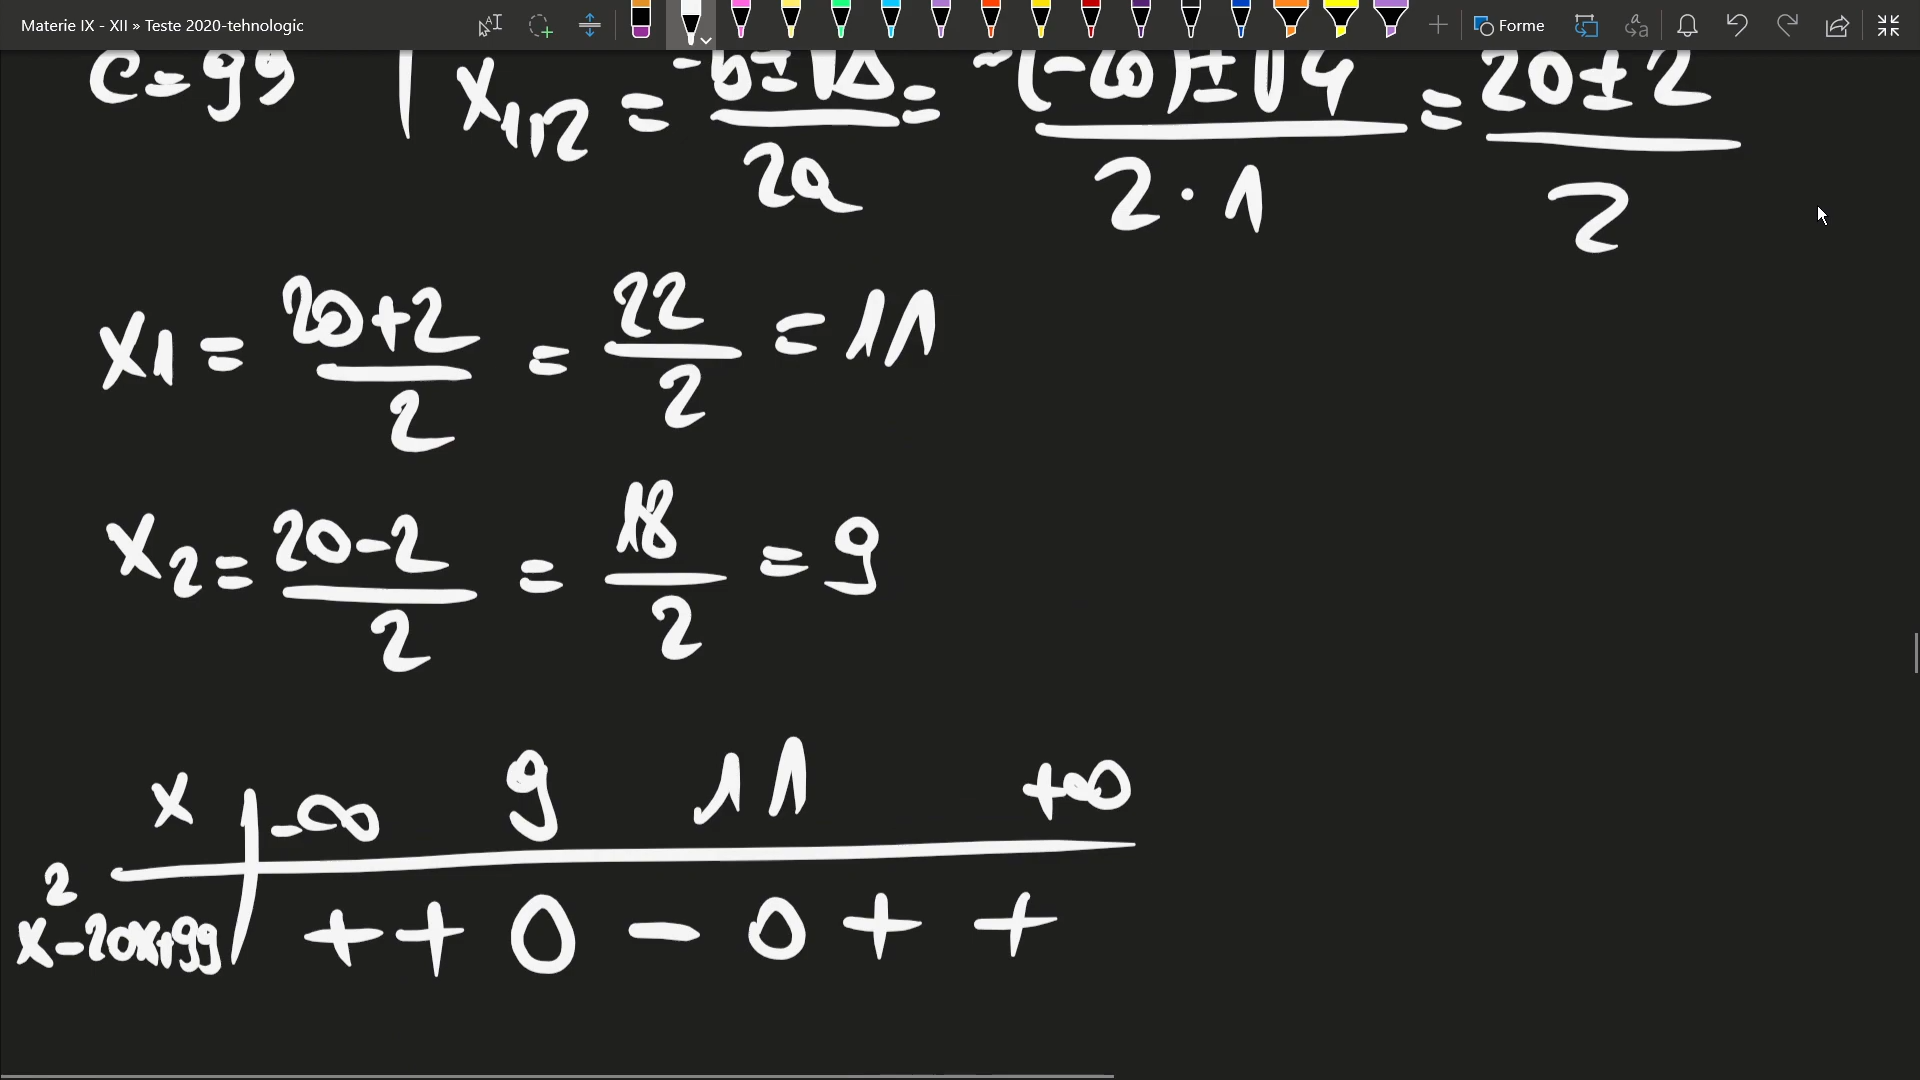 Materie IX - XII » Teste 2020-tehnologic
Forme
c=99 | x1,2 = -b±√Δ / 2a = -(-20)±√4 / 2·1 = 20±2 / 2
x1 = 20+2 / 2 = 22 / 2 = 11
x2 = 20-2 / 2 = 18 / 2 = 9
x | -∞ 9 11 +∞
x²-20x+99 | + + 0 - 0 + +